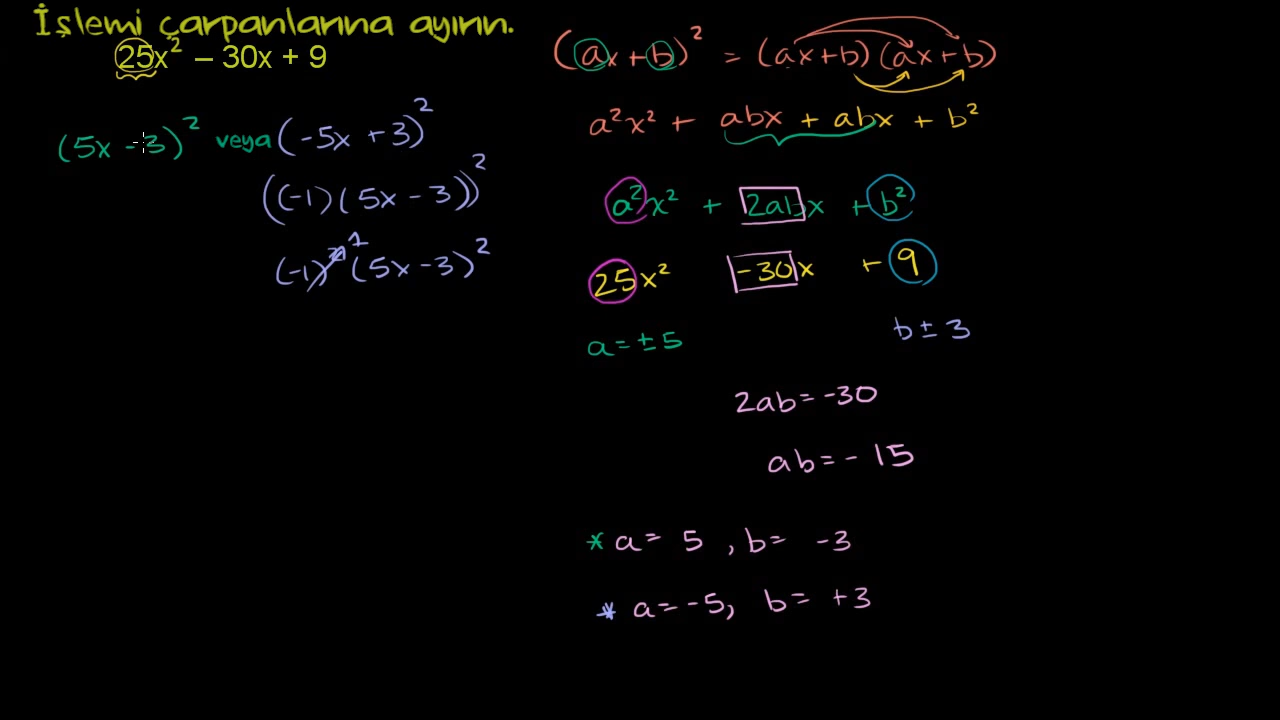 İşlemi çarpanlarına ayırın.
25x² – 30x + 9
(5x - 3)² veya (-5x + 3)²
((-1)(5x - 3))²
(-1)² 1 (5x - 3)²
(ax + b)² = (ax + b)(ax + b)
a²x² + abx + abx + b²
a²x² + 2abx + b²
25x² -30x + 9
a = ± 5
b ± 3
2ab = -30
ab = - 15
* a = 5 , b = -3
* a = -5, b = +3